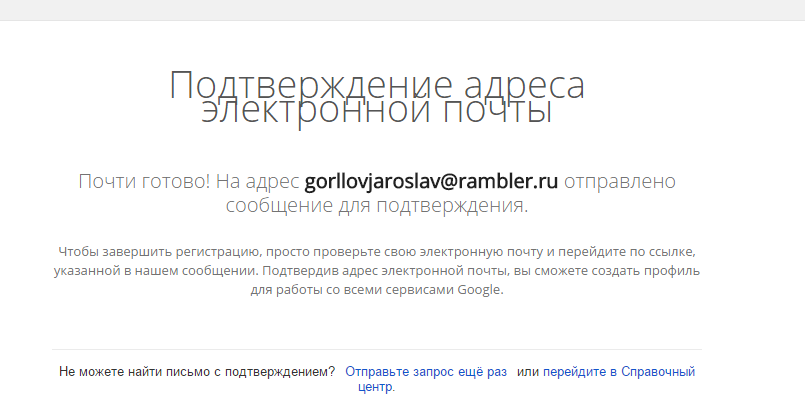 Подтверждение адреса
электронной почты
Почти готово! На адрес gorllovjaroslav@rambler.ru отправлено
сообщение для подтверждения.
Чтобы завершить регистрацию, просто проверьте свою электронную почту и перейдите по ссылке,
указанной в нашем сообщении. Подтвердив адрес электронной почты, вы сможете создать профиль
для работы со всеми сервисами Google.
Не можете найти письмо с подтверждением? Отправьте запрос ещё раз или перейдите в Справочный
центр.